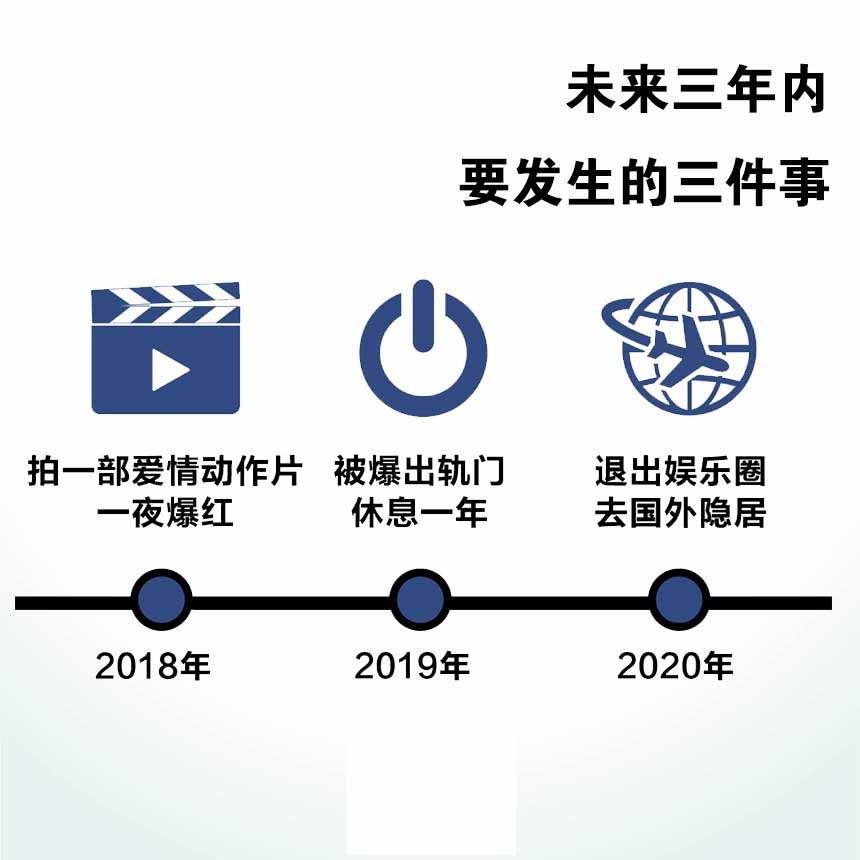 未来三年内
要发生的三件事
拍一部爱情动作片
一夜爆红
被爆出轨门
休息一年
退出娱乐圈
去国外隐居
2018年
2019年
2020年